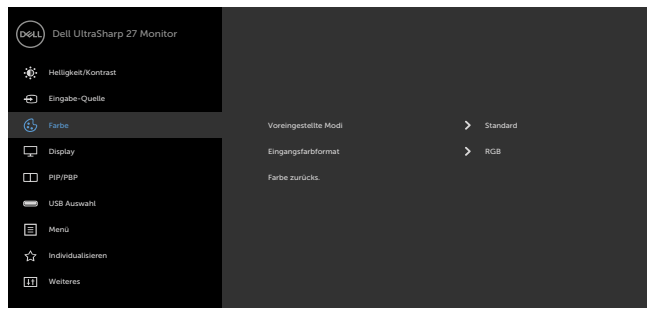 DELL Dell UltraSharp 27 Monitor
Helligkeit/Kontrast
Eingabe-Quelle
Farbe Voreingestellte Modi Standard
Display Eingangsfarbformat RGB
PIP/PBP Farbe zurücks.
USB Auswahl
Menü
Individualisieren
Weiteres